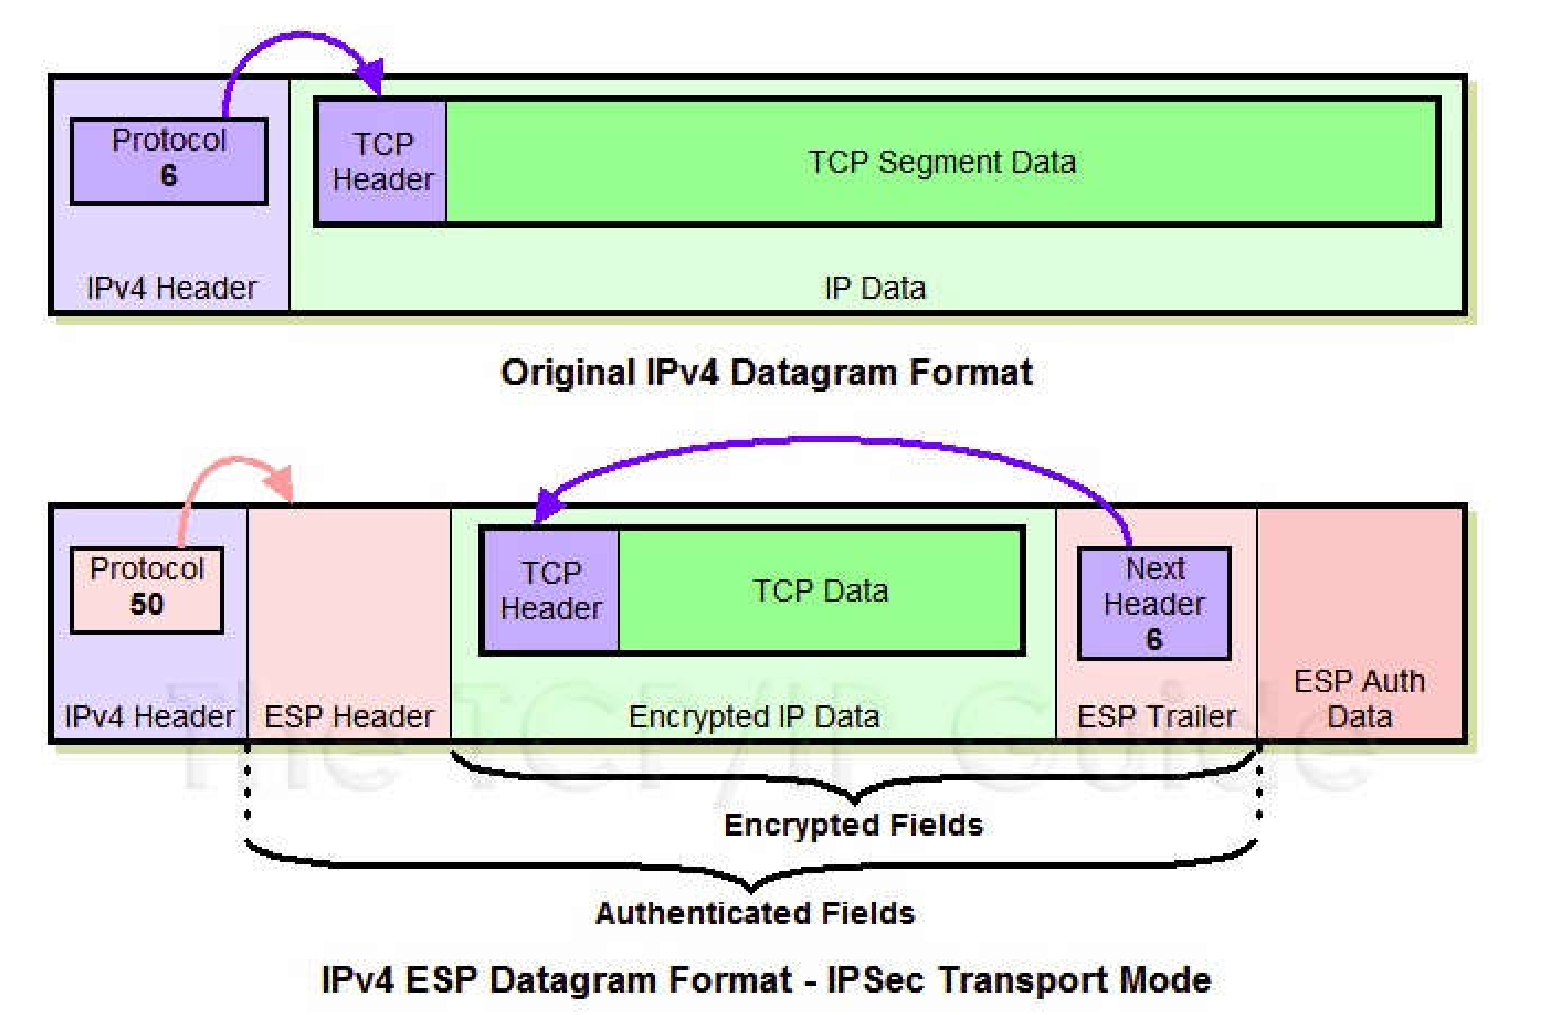 Protocol
6
TCP
Header
TCP Segment Data
IPv4 Header
IP Data
Original IPv4 Datagram Format
Protocol
50
TCP
Header
TCP Data
Next
Header
6
IPv4 Header
ESP Header
Encrypted IP Data
ESP Trailer
ESP Auth
Data
The TCP/IP Guide
Encrypted Fields
Authenticated Fields
IPv4 ESP Datagram Format - IPSec Transport Mode